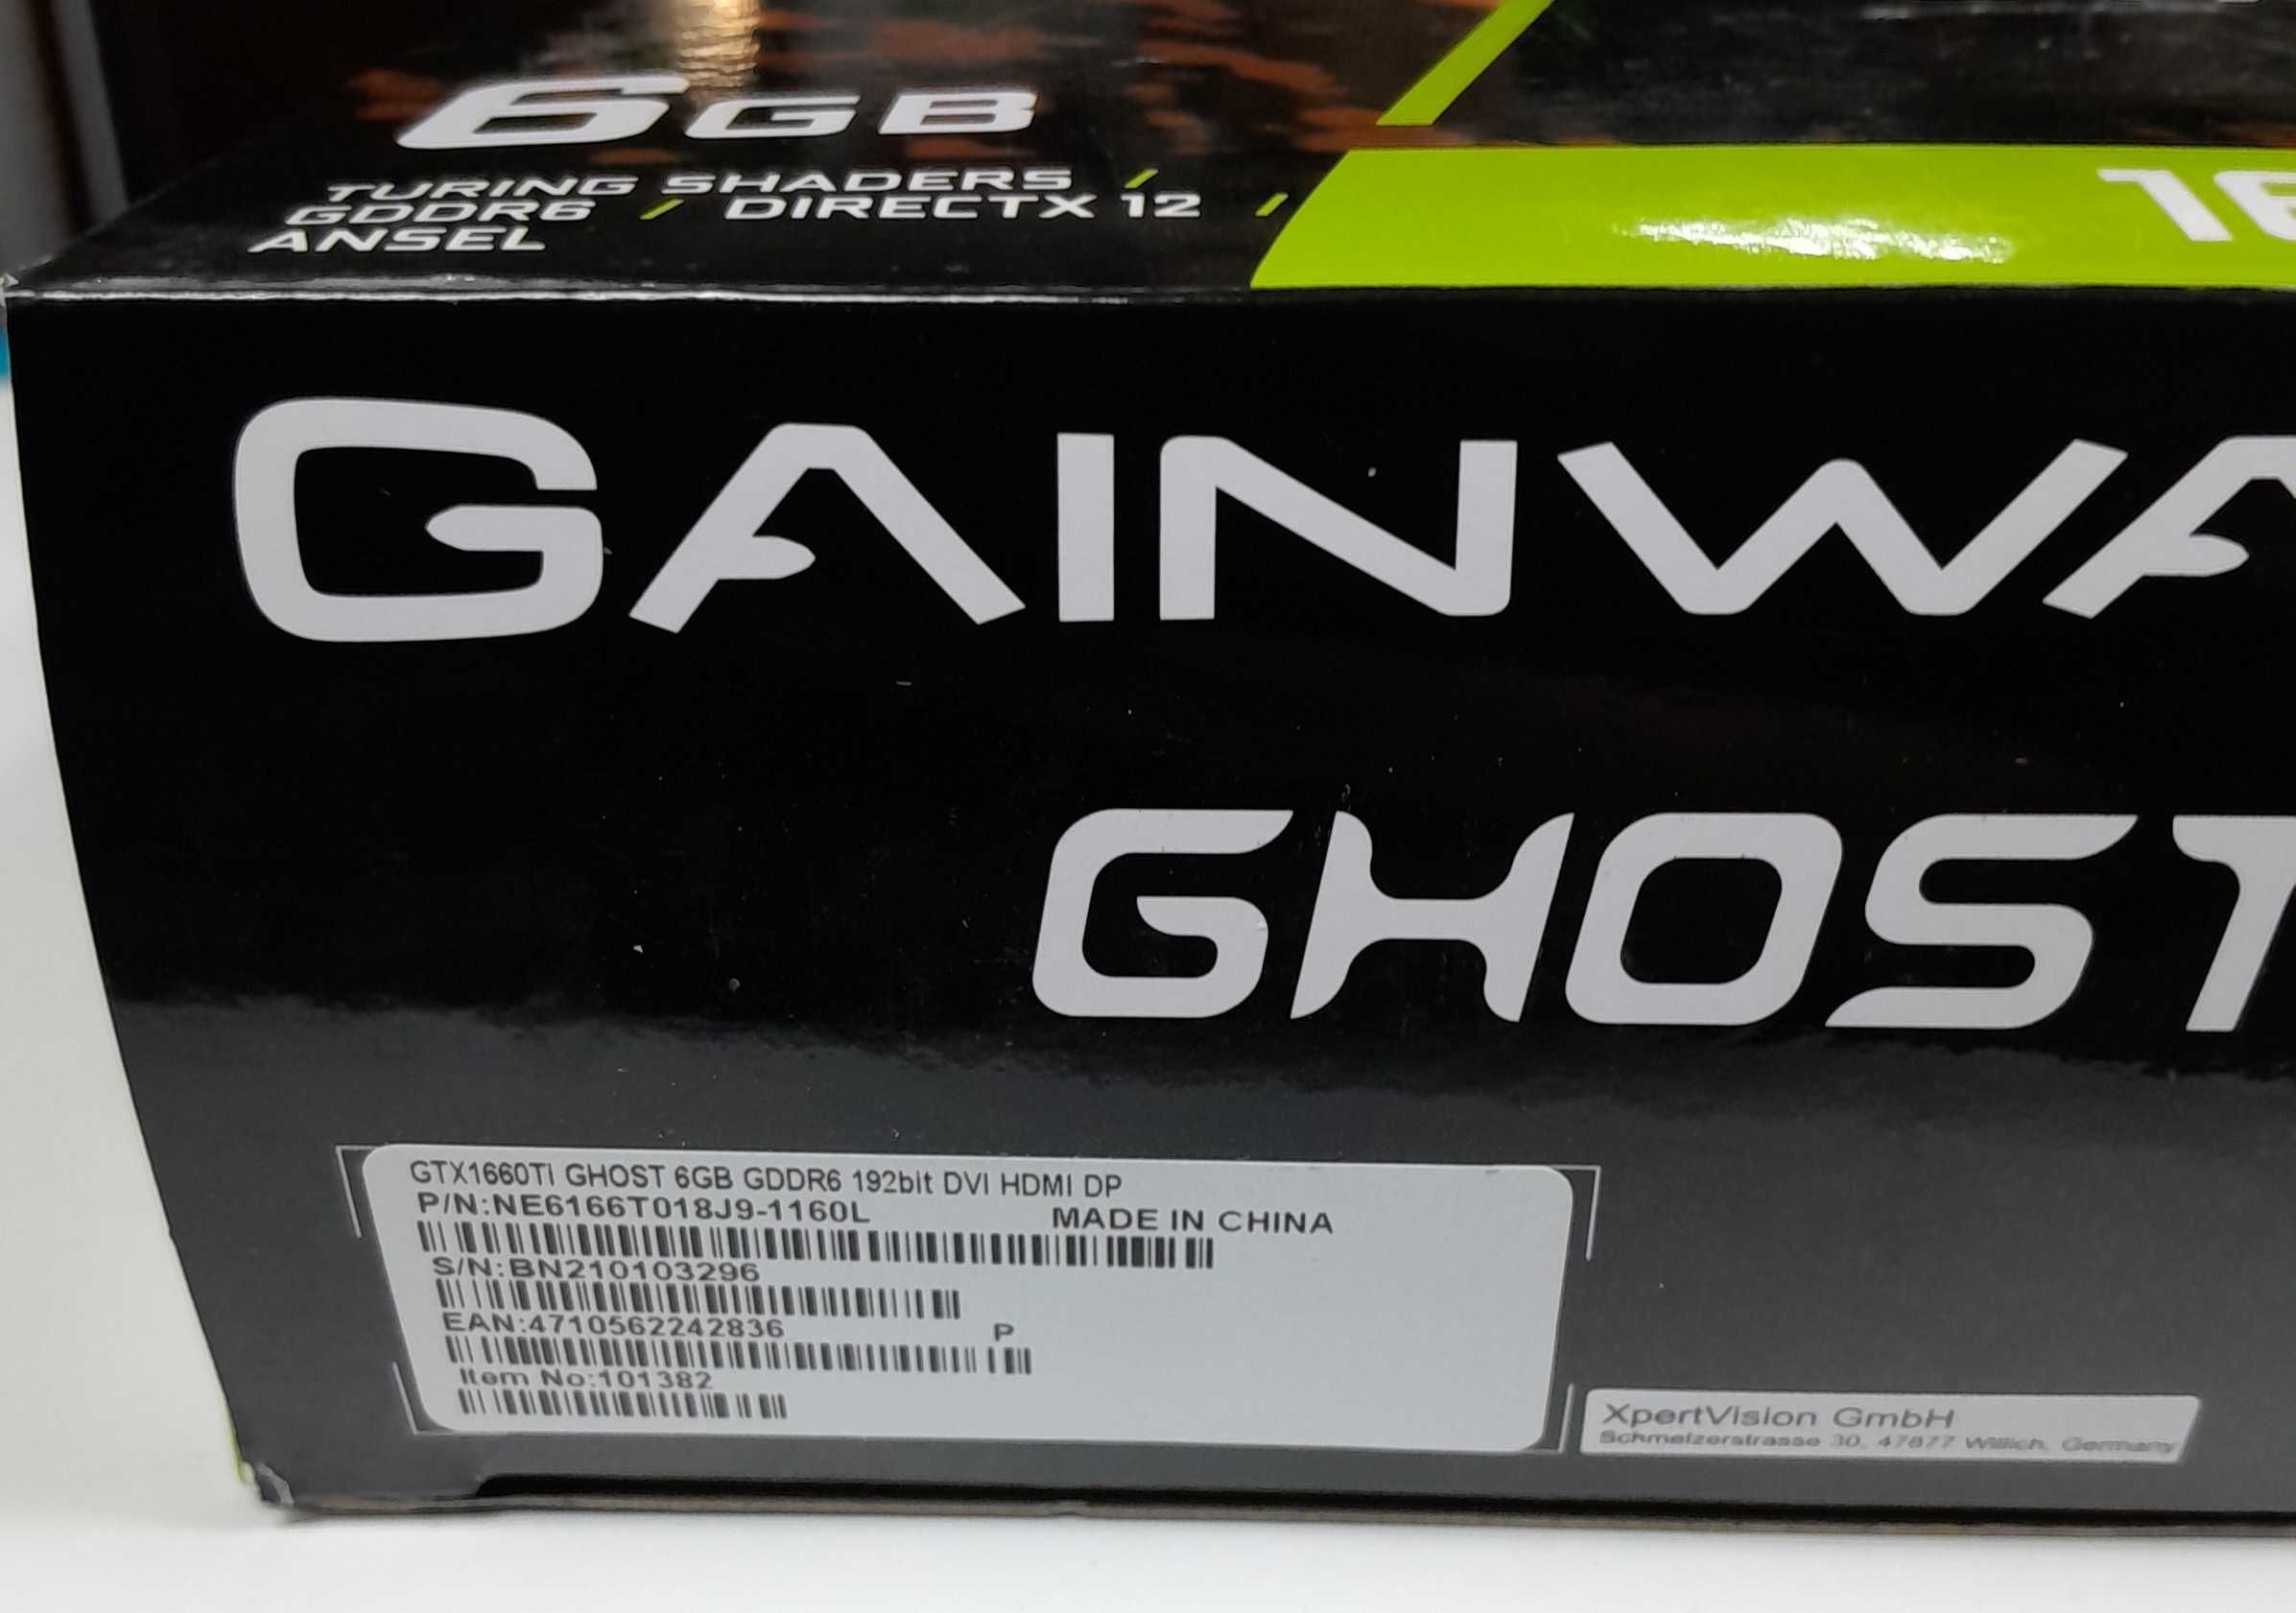 6GB
TURING SHADERS /
GDDR6 / DIRECTX 12 /
ANSEL
16
GAINWA
GHOST
GTX1660TI GHOST 6GB GDDR6 192bit DVI HDMI DP
P/N:NE6166T018J9-1160L
MADE IN CHINA
S/N:BN210103296
EAN:4710562242836
P
Item No:101382
XpertVision GmbH
Schmelzerstrasse 30, 47877 Willich, Germany